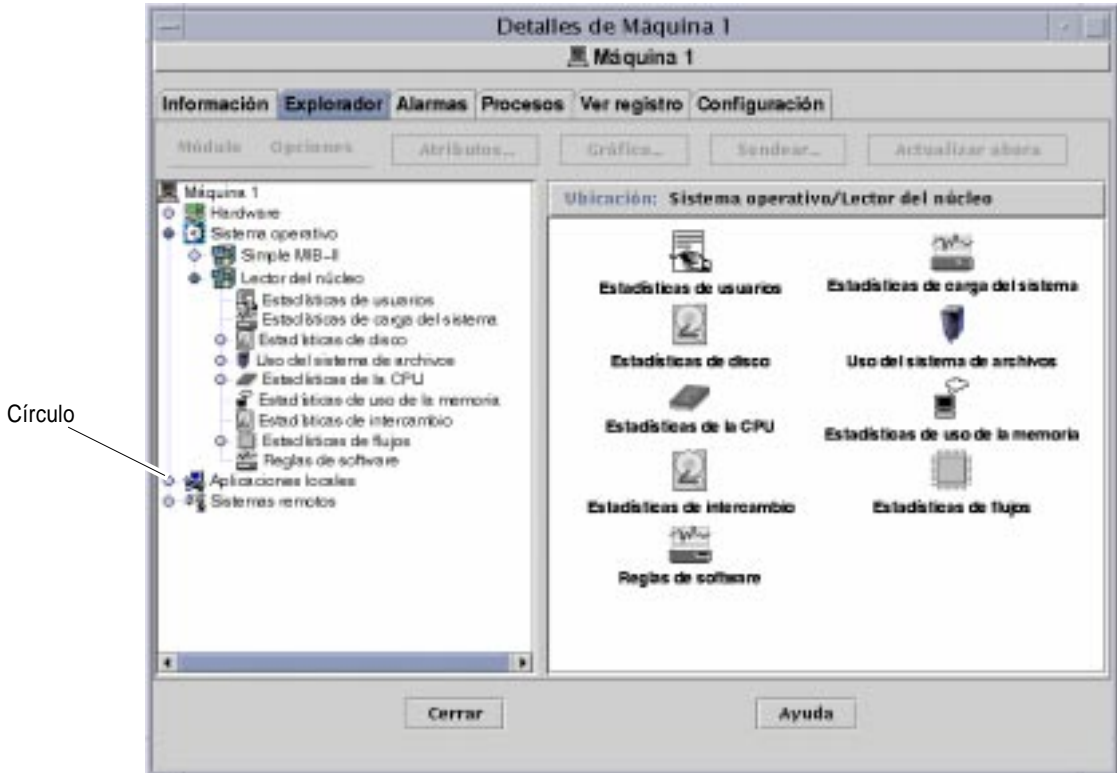 Detalles de Máquina 1
Máquina 1
Información Explorador Alarmas Procesos Ver registro Configuración
Módulo Opciones Atributos... Gráfica... Sondear... Actualizar ahora
Máquina 1
Hardware
Sistema operativo
Simple MIB-II
Lector del núcleo
Estadísticas de usuarios
Estadísticas de carga del sistema
Estadísticas de disco
Uso del sistema de archivos
Estadísticas de la CPU
Estadísticas de uso de la memoria
Estadísticas de intercambio
Estadísticas de flujos
Reglas de software
Aplicaciones locales
Sistemas remotos
Círculo
Ubicación: Sistema operativo/Lector del núcleo
Estadísticas de usuarios
Estadísticas de carga del sistema
Estadísticas de disco
Uso del sistema de archivos
Estadísticas de la CPU
Estadísticas de uso de la memoria
Estadísticas de intercambio
Estadísticas de flujos
Reglas de software
Cerrar
Ayuda